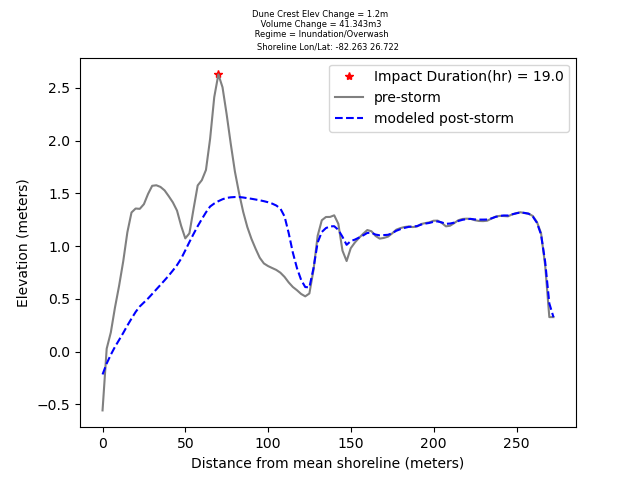 Dune Crest Elev Change = 1.2m
Volume Change = 41.343m3
Regime = Inundation/Overwash
Shoreline Lon/Lat: -82.263 26.722
Impact Duration(hr) = 19.0
pre-storm
modeled post-storm
2.5
2.0
1.5
1.0
0.5
0.0
−0.5
Elevation (meters)
0 50 100 150 200 250
Distance from mean shoreline (meters)